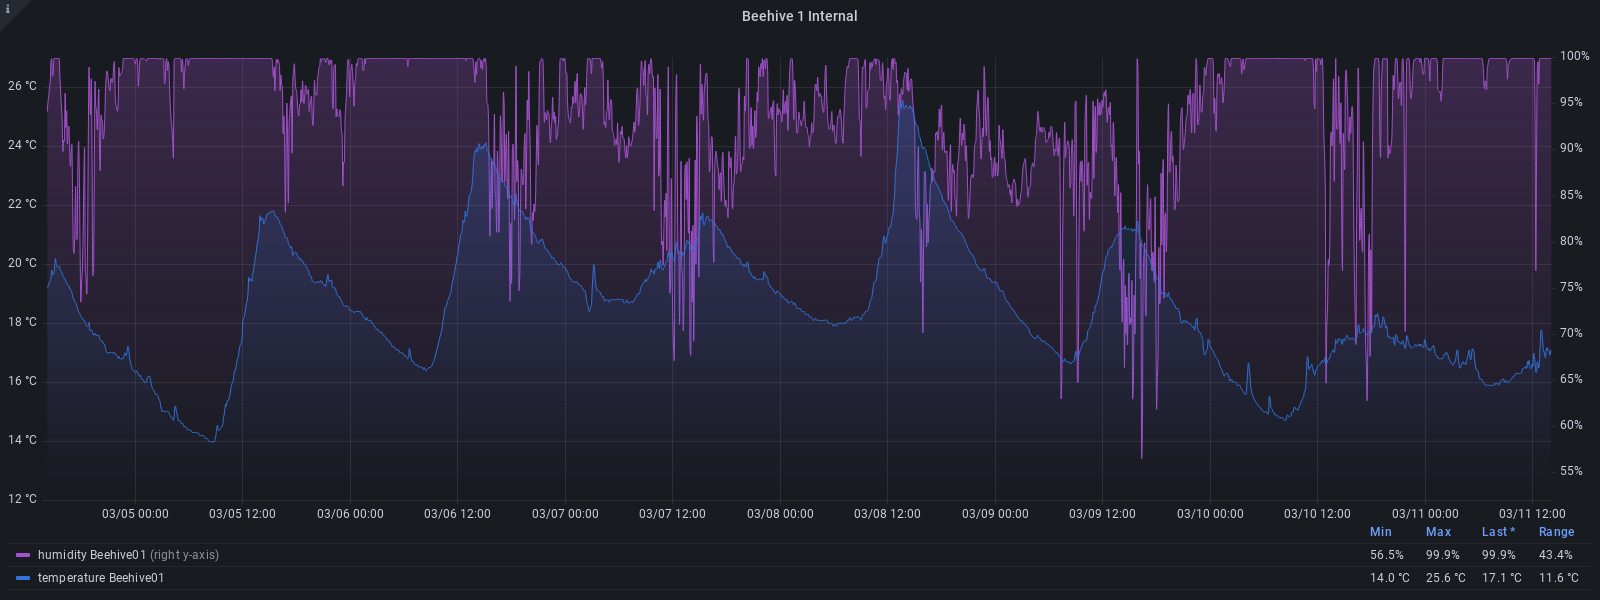 i
Beehive 1 Internal
26 °C
24 °C
22 °C
20 °C
18 °C
16 °C
14 °C
12 °C
100%
95%
90%
85%
80%
75%
70%
65%
60%
55%
03/05 00:00 03/05 12:00 03/06 00:00 03/06 12:00 03/07 00:00 03/07 12:00 03/08 00:00 03/08 12:00 03/09 00:00 03/09 12:00 03/10 00:00 03/10 12:00 03/11 00:00 03/11 12:00
Min Max Last * Range
humidity Beehive01 (right y-axis) 56.5% 99.9% 99.9% 43.4%
temperature Beehive01 14.0 °C 25.6 °C 17.1 °C 11.6 °C